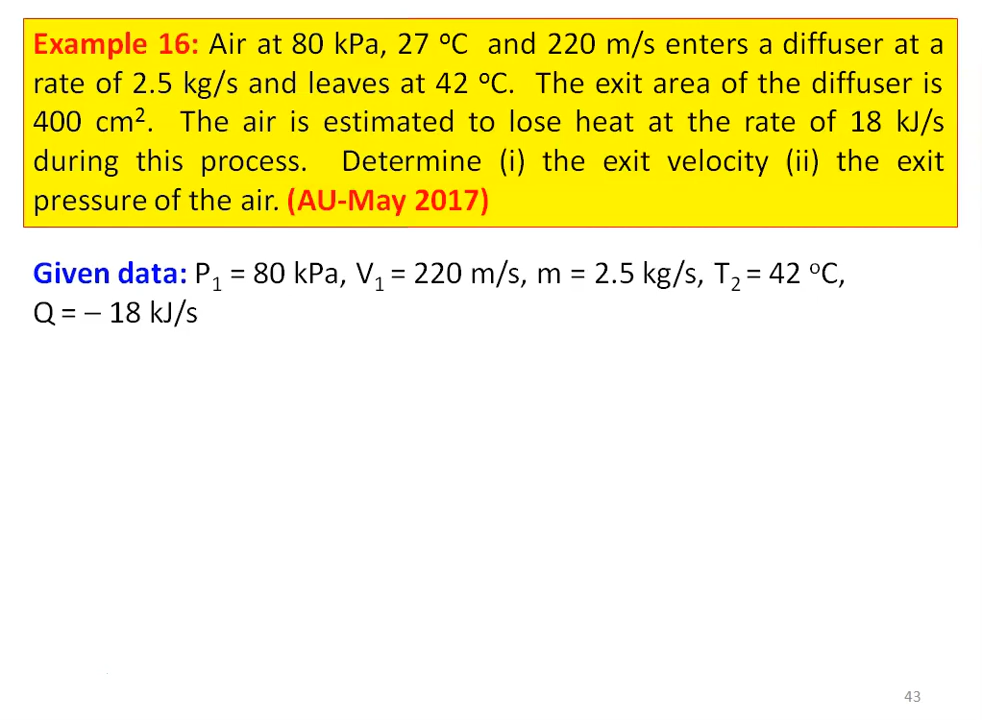 Example 16: Air at 80 kPa, 27 ºC and 220 m/s enters a diffuser at a
rate of 2.5 kg/s and leaves at 42 ºC. The exit area of the diffuser is
400 cm². The air is estimated to lose heat at the rate of 18 kJ/s
during this process. Determine (i) the exit velocity (ii) the exit
pressure of the air. (AU-May 2017)
Given data: P₁ = 80 kPa, V₁ = 220 m/s, m = 2.5 kg/s, T₂ = 42 ºC,
Q = – 18 kJ/s
43